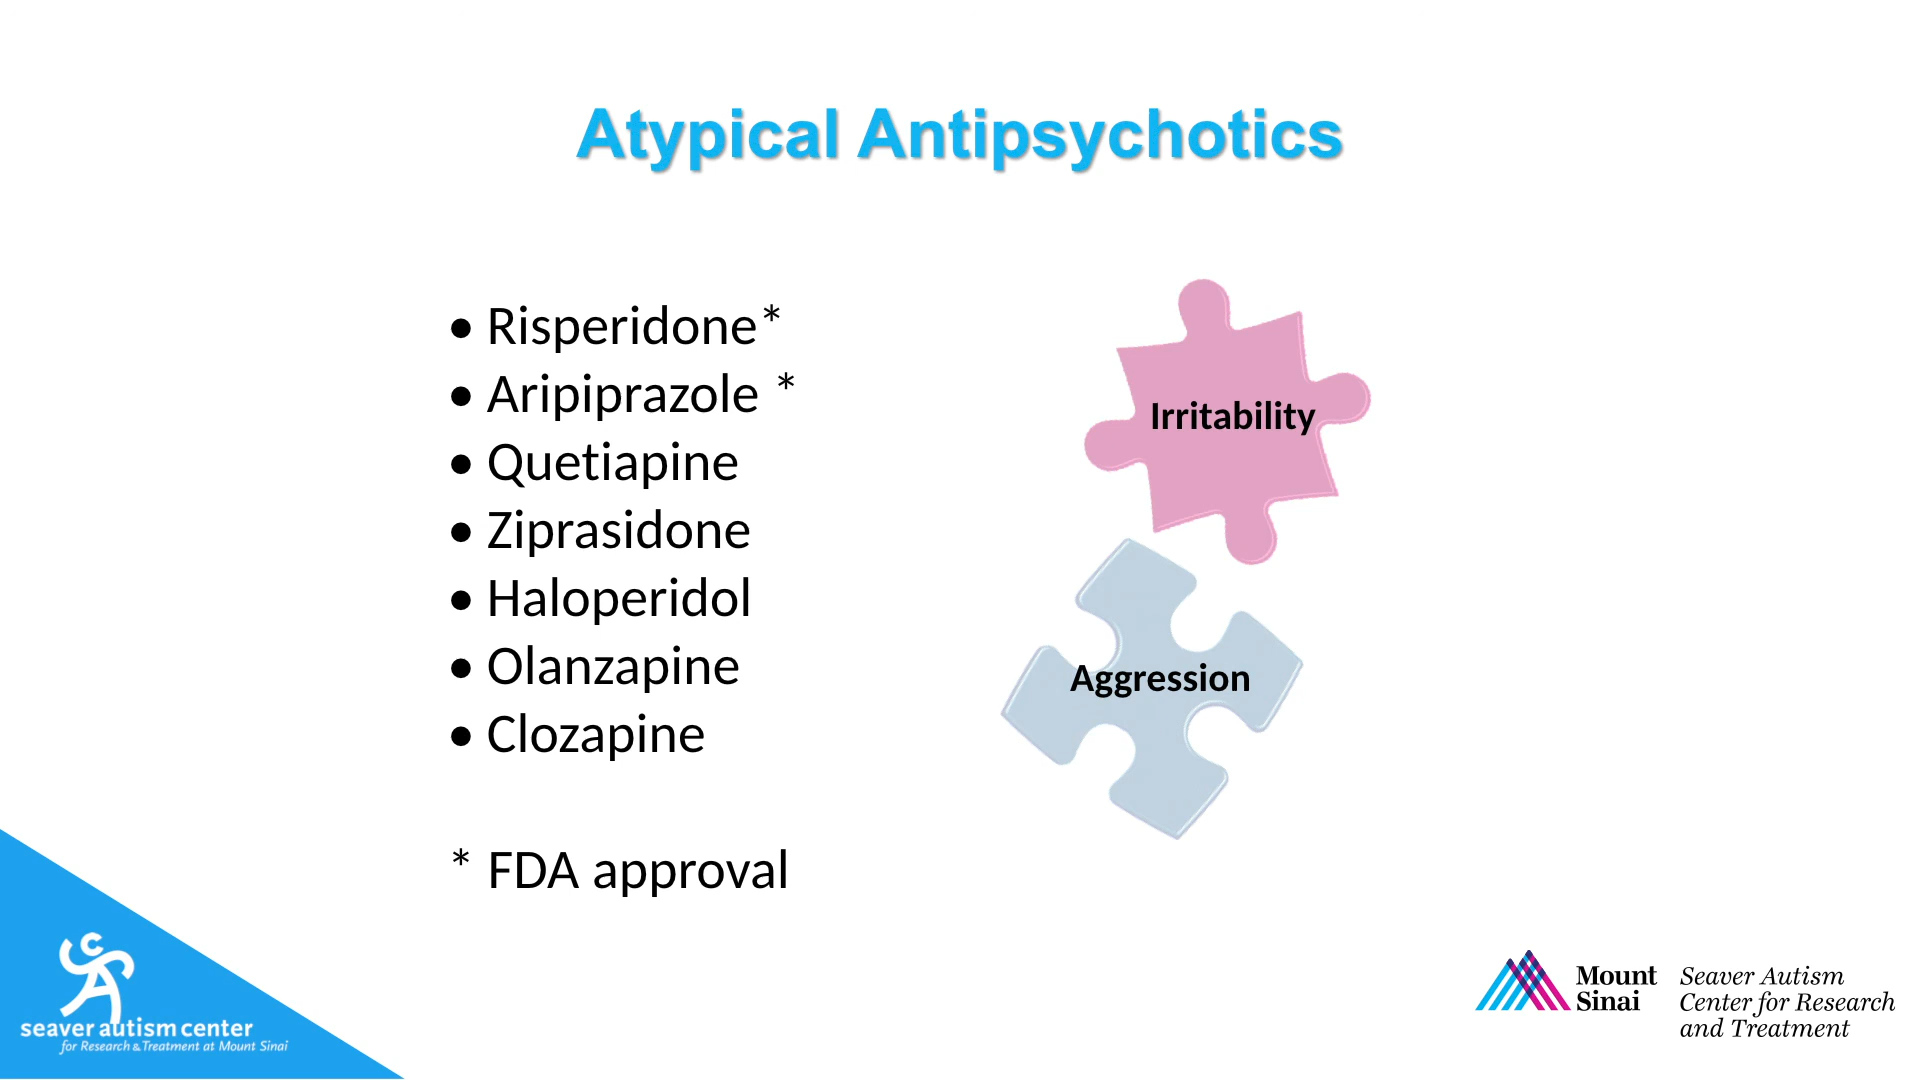 Atypical Antipsychotics
• Risperidone*
• Aripiprazole *
• Quetiapine
• Ziprasidone
• Haloperidol
• Olanzapine
• Clozapine
* FDA approval
Irritability
Aggression
CA
seaver autism center
for Research & Treatment at Mount Sinai
Mount
Sinai
Seaver Autism
Center for Research
and Treatment